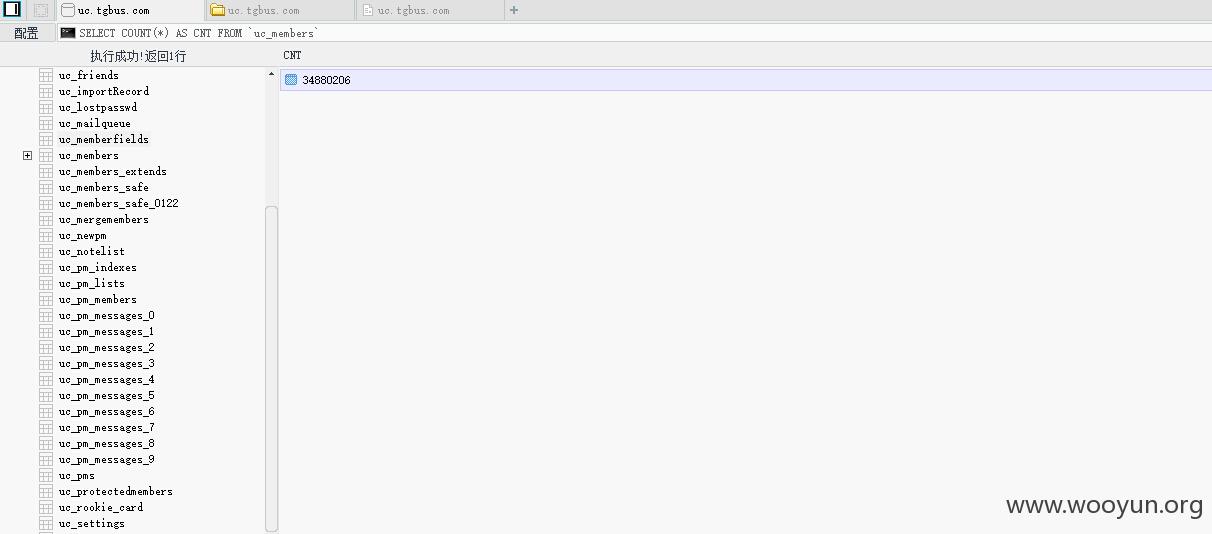 uc.tgbus.com
uc.tgbus.com
uc.tgbus.com
配置
SELECT COUNT(*) AS CNT FROM `uc_members`
执行成功!返回1行
CNT
34880206
uc_friends
uc_importRecord
uc_lostpasswd
uc_mailqueue
uc_memberfields
uc_members
uc_members_extends
uc_members_safe
uc_members_safe_0122
uc_mergemembers
uc_newpm
uc_notelist
uc_pm_indexes
uc_pm_lists
uc_pm_members
uc_pm_messages_0
uc_pm_messages_1
uc_pm_messages_2
uc_pm_messages_3
uc_pm_messages_4
uc_pm_messages_5
uc_pm_messages_6
uc_pm_messages_7
uc_pm_messages_8
uc_pm_messages_9
uc_pms
uc_protectedmembers
uc_rookie_card
uc_settings
www.wooyun.org